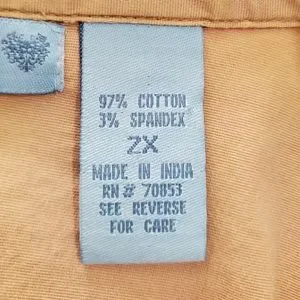 97% COTTON
3% SPANDEX
2X
MADE IN INDIA
RN# 70853
SEE REVERSE
FOR CARE